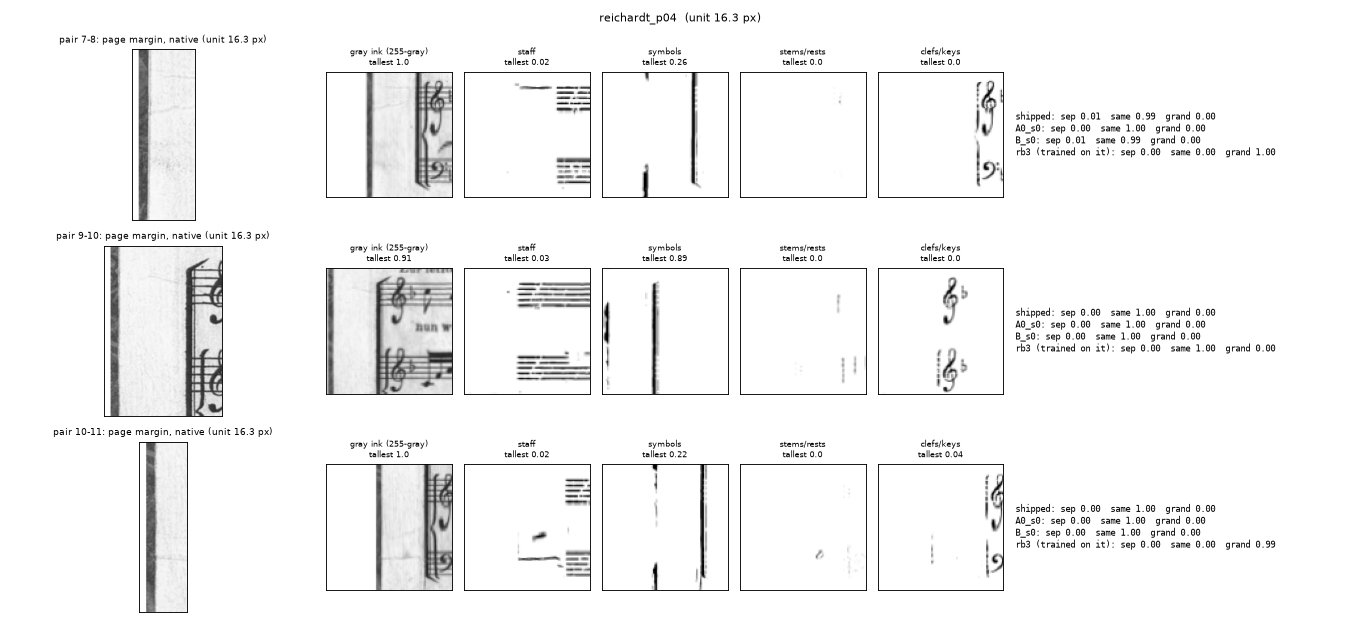 reichardt_p04 (unit 16.3 px)
pair 7-8: page margin, native (unit 16.3 px)
gray ink (255-gray)
tallest 1.0
staff
tallest 0.02
symbols
tallest 0.26
stems/rests
tallest 0.0
clefs/keys
tallest 0.0
shipped: sep 0.01 same 0.99 grand 0.00
A0_s0: sep 0.00 same 1.00 grand 0.00
B_s0: sep 0.01 same 0.99 grand 0.00
rb3 (trained on it): sep 0.00 same 0.00 grand 1.00
pair 9-10: page margin, native (unit 16.3 px)
gray ink (255-gray)
tallest 0.91
staff
tallest 0.03
symbols
tallest 0.89
stems/rests
tallest 0.0
clefs/keys
tallest 0.0
nun w
shipped: sep 0.00 same 1.00 grand 0.00
A0_s0: sep 0.00 same 1.00 grand 0.00
B_s0: sep 0.00 same 1.00 grand 0.00
rb3 (trained on it): sep 0.00 same 1.00 grand 0.00
pair 10-11: page margin, native (unit 16.3 px)
gray ink (255-gray)
tallest 1.0
staff
tallest 0.02
symbols
tallest 0.22
stems/rests
tallest 0.0
clefs/keys
tallest 0.04
shipped: sep 0.00 same 1.00 grand 0.00
A0_s0: sep 0.00 same 1.00 grand 0.00
B_s0: sep 0.00 same 1.00 grand 0.00
rb3 (trained on it): sep 0.00 same 0.00 grand 0.99